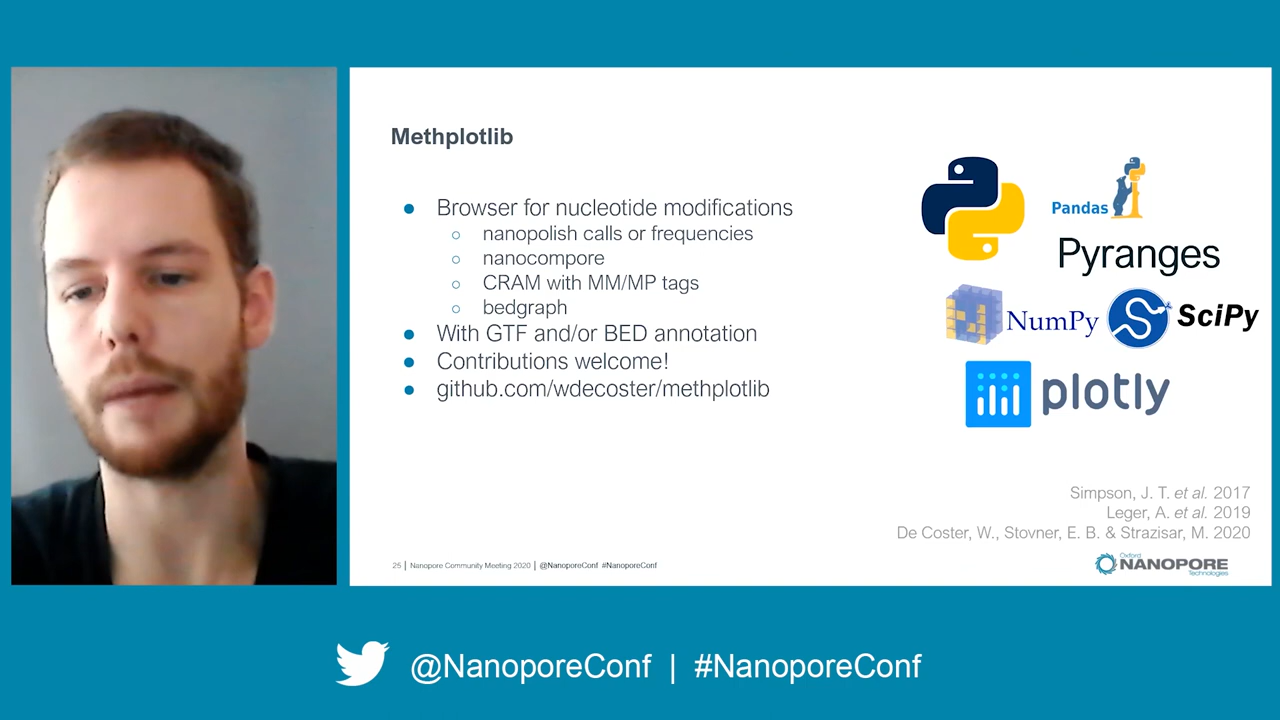 Methplotlib
● Browser for nucleotide modifications
○ nanopolish calls or frequencies
○ nanocompore
○ CRAM with MM/MP tags
○ bedgraph
● With GTF and/or BED annotation
● Contributions welcome!
● github.com/wdecoster/methplotlib
Pandas
Pyranges
NumPy
SciPy
plotly
Simpson, J. T. et al. 2017
Leger, A. et al. 2019
De Coster, W., Stovner, E. B. & Strazisar, M. 2020
25 | Nanopore Community Meeting 2020 | @NanoporeConf #NanoporeConf
Oxford
NANOPORE
Technologies
@NanoporeConf | #NanoporeConf